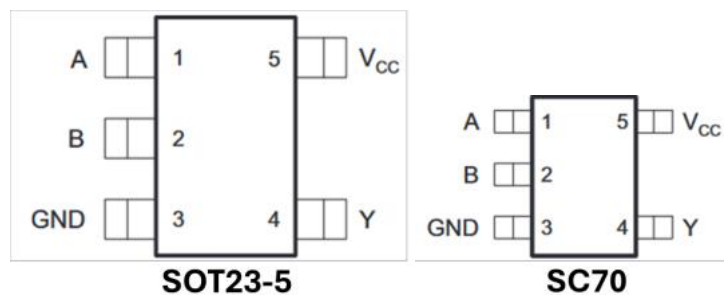 A 1 5 VCC
B 2
GND 3 4 Y
SOT23-5
A 1 5 VCC
B 2
GND 3 4 Y
SC70